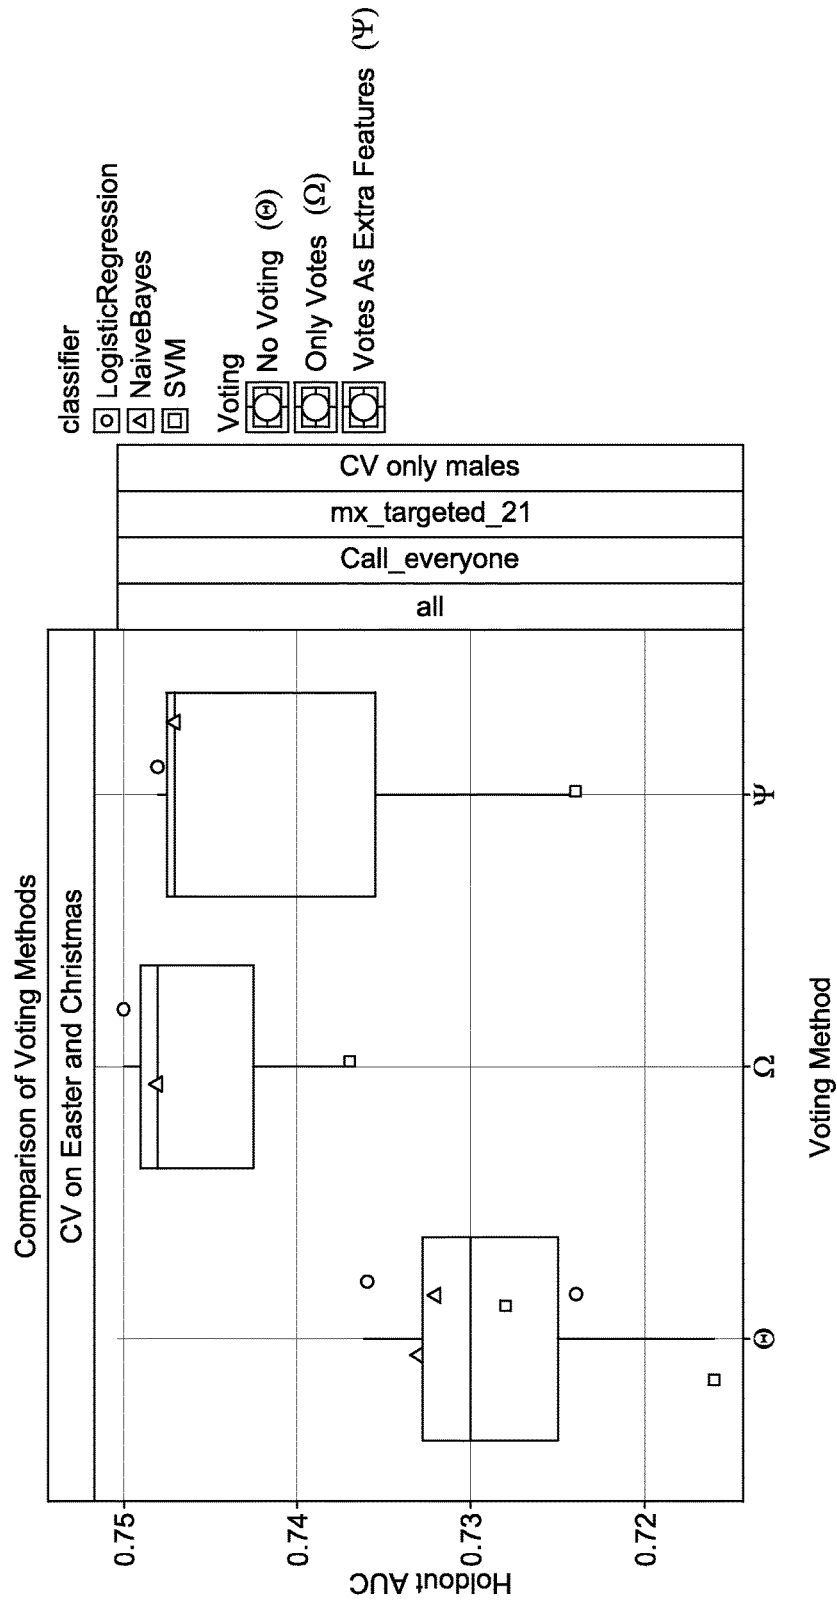 Comparison of Voting Methods
CV on Easter and Christmas
0.75
0.74
0.73
0.72
Holdout AUC
Θ
Ω
Ψ
Voting Method
all
Call_everyone
mx_targeted_21
CV only males
classifier
LogisticRegression
NaiveBayes
SVM
Voting
No Voting (Θ)
Only Votes (Ω)
Votes As Extra Features (Ψ)